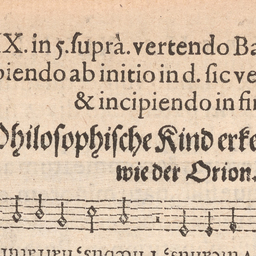 IX. in 5. suprà. vertendo Ba
piendo ab initio in d. sic ve
& incipiendo in fi
Philosophische Kind erke
wie der Orion.